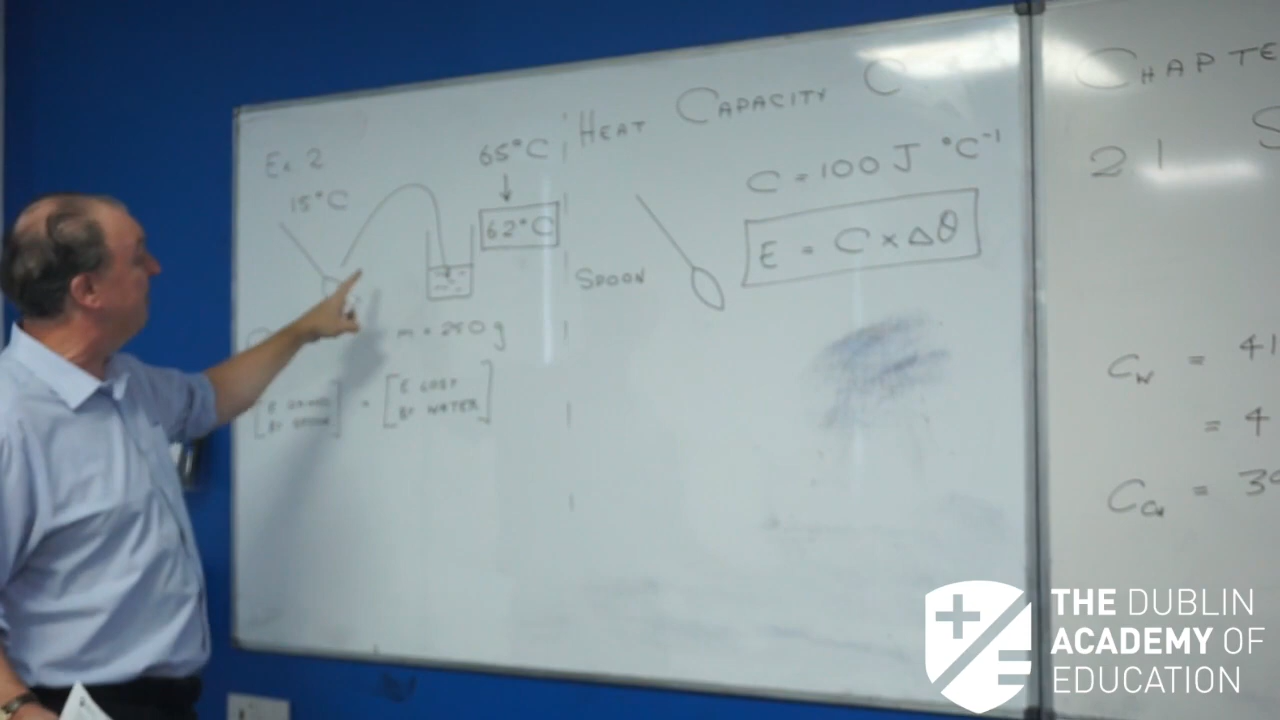 Ex 2
15°C
65°C
62°C
m = 250 g
[E GAINED BY SPOON] = [E LOST BY WATER]
HEAT CAPACITY C
C = 100 J °C⁻¹
E = C × Δθ
SPOON
CHAPTE
21 S
C_W = 41
= 4
C_Cu = 39
THE DUBLIN
ACADEMY OF
EDUCATION